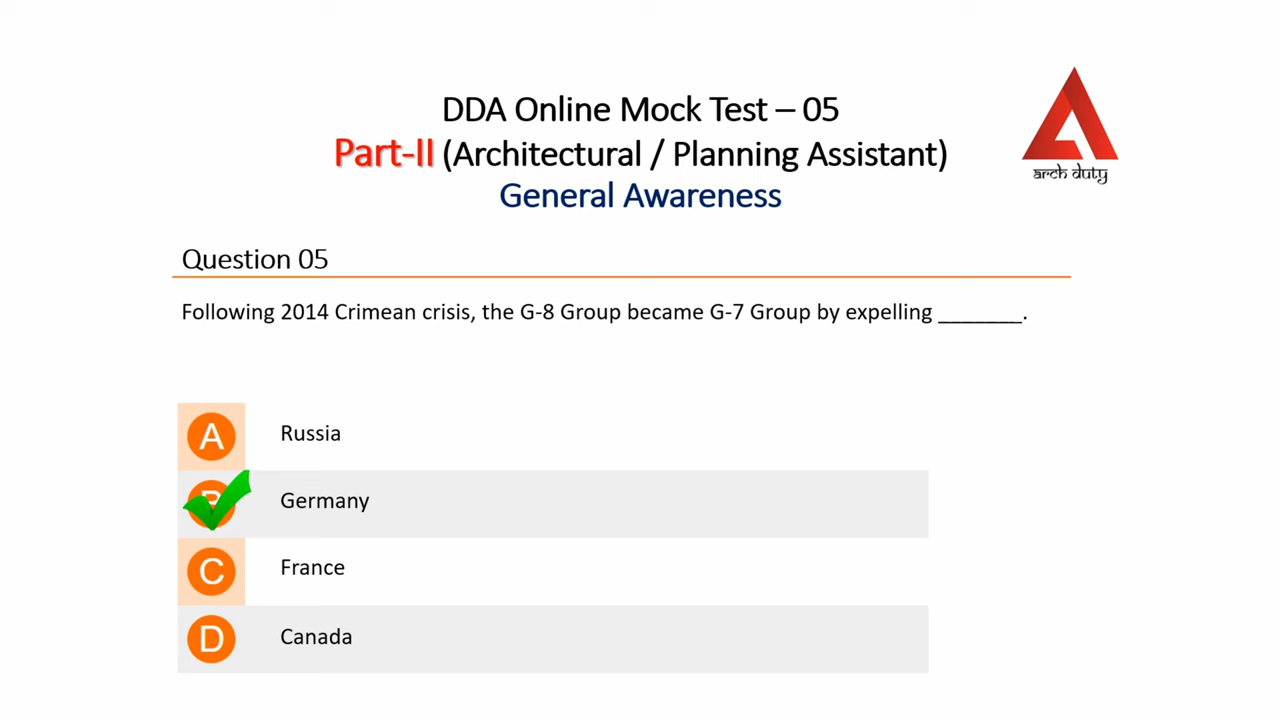 DDA Online Mock Test – 05
Part-II (Architectural / Planning Assistant)
General Awareness
arch duty
Question 05
Following 2014 Crimean crisis, the G-8 Group became G-7 Group by expelling _______.
A Russia
B Germany
C France
D Canada